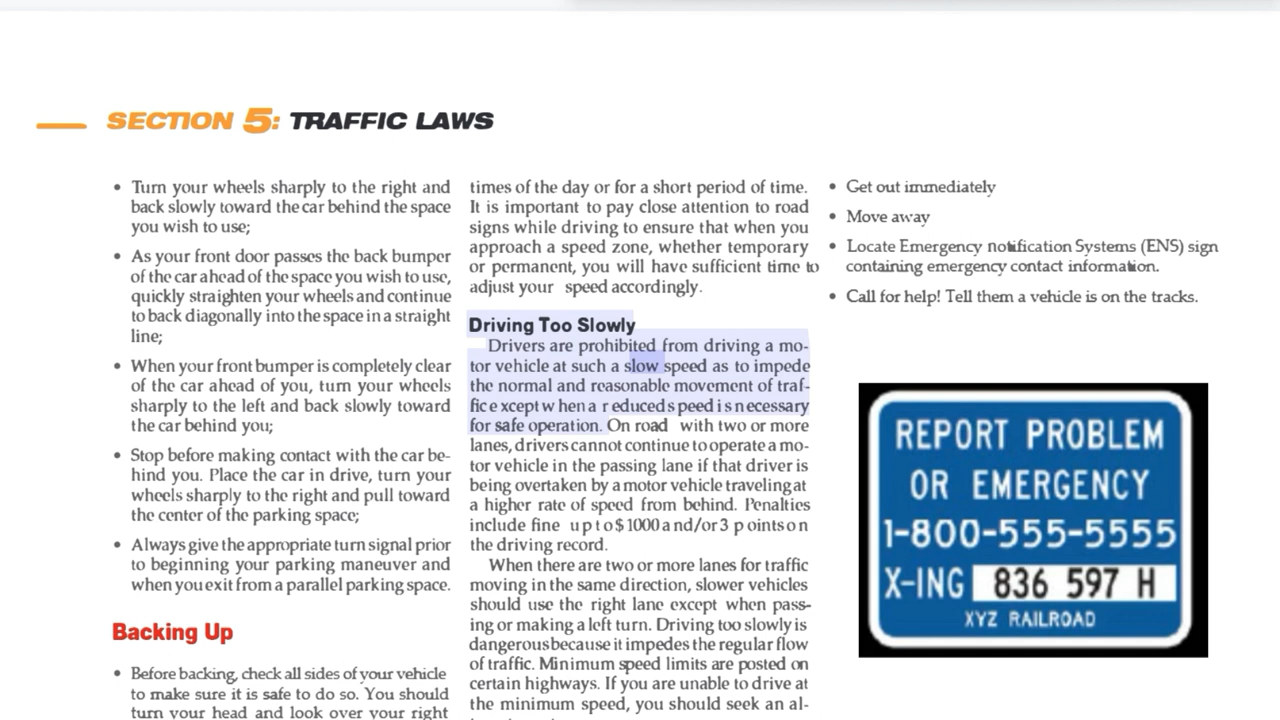 SECTION 5: TRAFFIC LAWS
• Turn your wheels sharply to the right and
back slowly toward the car behind the space
you wish to use;
• As your front door passes the back bumper
of the car ahead of the space you wish to use,
quickly straighten your wheels and continue
to back diagonally into the space in a straight
line;
• When your front bumper is completely clear
of the car ahead of you, turn your wheels
sharply to the left and back slowly toward
the car behind you;
• Stop before making contact with the car be-
hind you. Place the car in drive, turn your
wheels sharply to the right and pull toward
the center of the parking space;
• Always give the appropriate turn signal prior
to beginning your parking maneuver and
when you exit from a parallel parking space.
Backing Up
• Before backing, check all sides of your vehicle
to make sure it is safe to do so. You should
turn your head and look over your right
times of the day or for a short period of time.
It is important to pay close attention to road
signs while driving to ensure that when you
approach a speed zone, whether temporary
or permanent, you will have sufficient time to
adjust your speed accordingly.
Driving Too Slowly
Drivers are prohibited from driving a mo-
tor vehicle at such a slow speed as to impede
the normal and reasonable movement of traf-
fic except when a reduced speed is necessary
for safe operation. On road with two or more
lanes, drivers cannot continue to operate a mo-
tor vehicle in the passing lane if that driver is
being overtaken by a motor vehicle traveling at
a higher rate of speed from behind. Penalties
include fine up to $1000 and/or 3 points on
the driving record.
When there are two or more lanes for traffic
moving in the same direction, slower vehicles
should use the right lane except when pass-
ing or making a left turn. Driving too slowly is
dangerous because it impedes the regular flow
of traffic. Minimum speed limits are posted on
certain highways. If you are unable to drive at
the minimum speed, you should seek an al-
• Get out immediately
• Move away
• Locate Emergency notification Systems (ENS) sign
containing emergency contact information.
• Call for help! Tell them a vehicle is on the tracks.
REPORT PROBLEM
OR EMERGENCY
1-800-555-5555
X-ING 836 597 H
XYZ RAILROAD